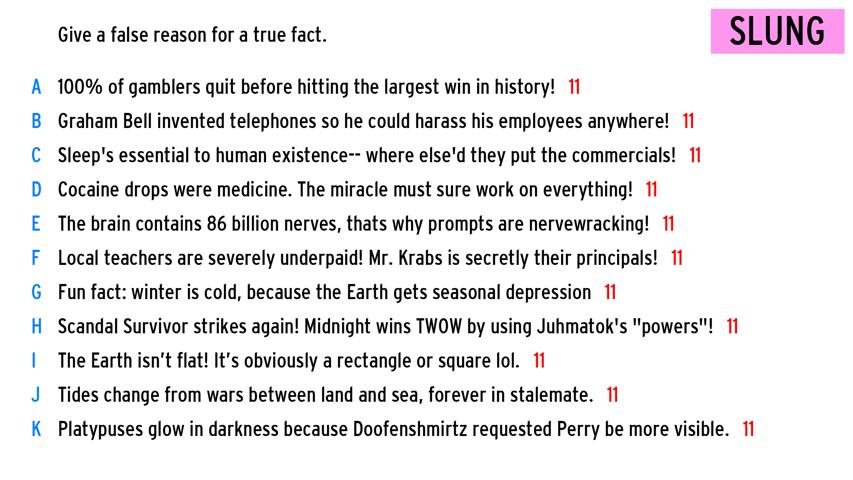 Give a false reason for a true fact.
SLUNG
A 100% of gamblers quit before hitting the largest win in history! 11
B Graham Bell invented telephones so he could harass his employees anywhere! 11
C Sleep's essential to human existence-- where else'd they put the commercials! 11
D Cocaine drops were medicine. The miracle must sure work on everything! 11
E The brain contains 86 billion nerves, thats why prompts are nervewracking! 11
F Local teachers are severely underpaid! Mr. Krabs is secretly their principals! 11
G Fun fact: winter is cold, because the Earth gets seasonal depression 11
H Scandal Survivor strikes again! Midnight wins TWOW by using Juhmatok's "powers"! 11
I The Earth isn’t flat! It’s obviously a rectangle or square lol. 11
J Tides change from wars between land and sea, forever in stalemate. 11
K Platypuses glow in darkness because Doofenshmirtz requested Perry be more visible. 11